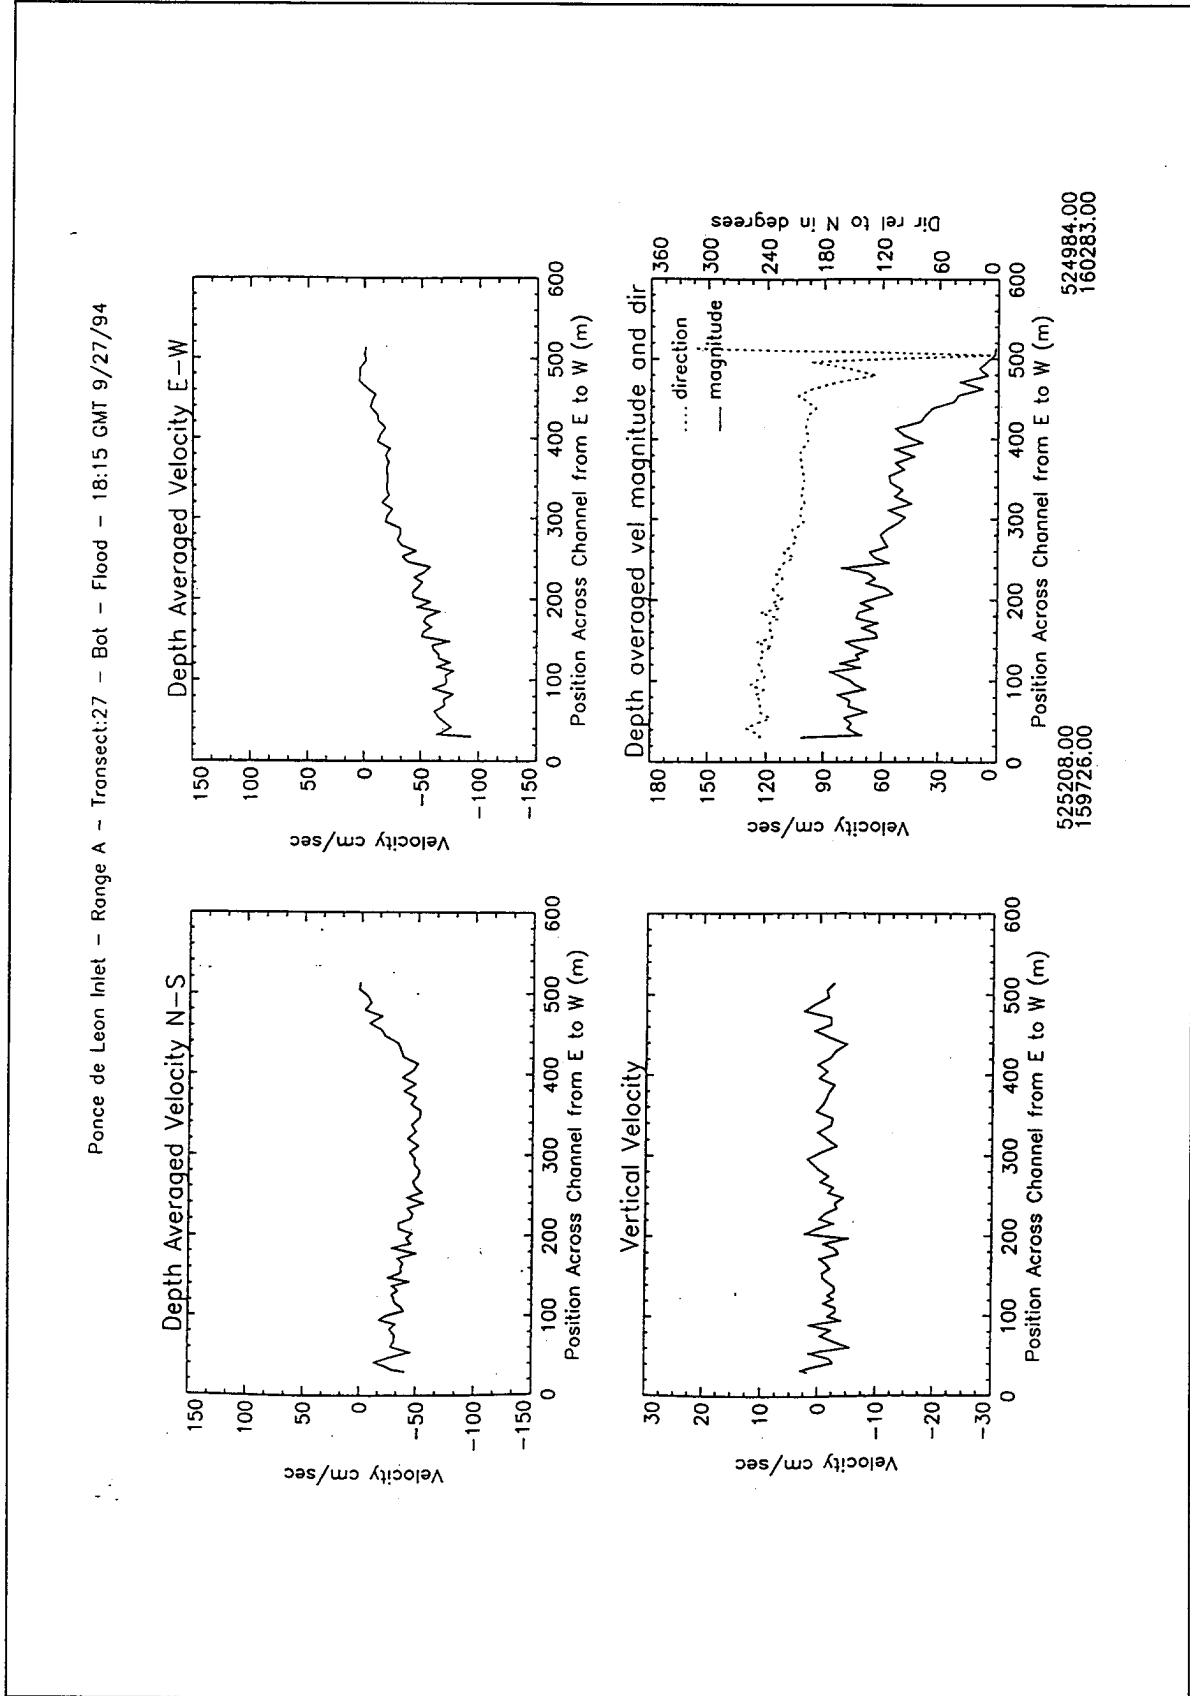 Ponce de Leon Inlet - Range A - Transect:27 - Bot - Flood - 18:15 GMT 9/27/94
Depth Averaged Velocity N-S
Velocity cm/sec
150
100
50
0
-50
-100
-150
0 100 200 300 400 500 600
Position Across Channel from E to W (m)
Depth Averaged Velocity E-W
Velocity cm/sec
150
100
50
0
-50
-100
-150
0 100 200 300 400 500 600
Position Across Channel from E to W (m)
Vertical Velocity
Velocity cm/sec
30
20
10
0
-10
-20
-30
0 100 200 300 400 500 600
Position Across Channel from E to W (m)
Depth averaged vel magnitude and dir
Velocity cm/sec
180
150
120
90
60
30
0
direction
magnitude
360
300
240
180
120
60
0
Dir rel to N in degrees
0 100 200 300 400 500 600
Position Across Channel from E to W (m)
525208.00 524984.00
159726.00 160283.00